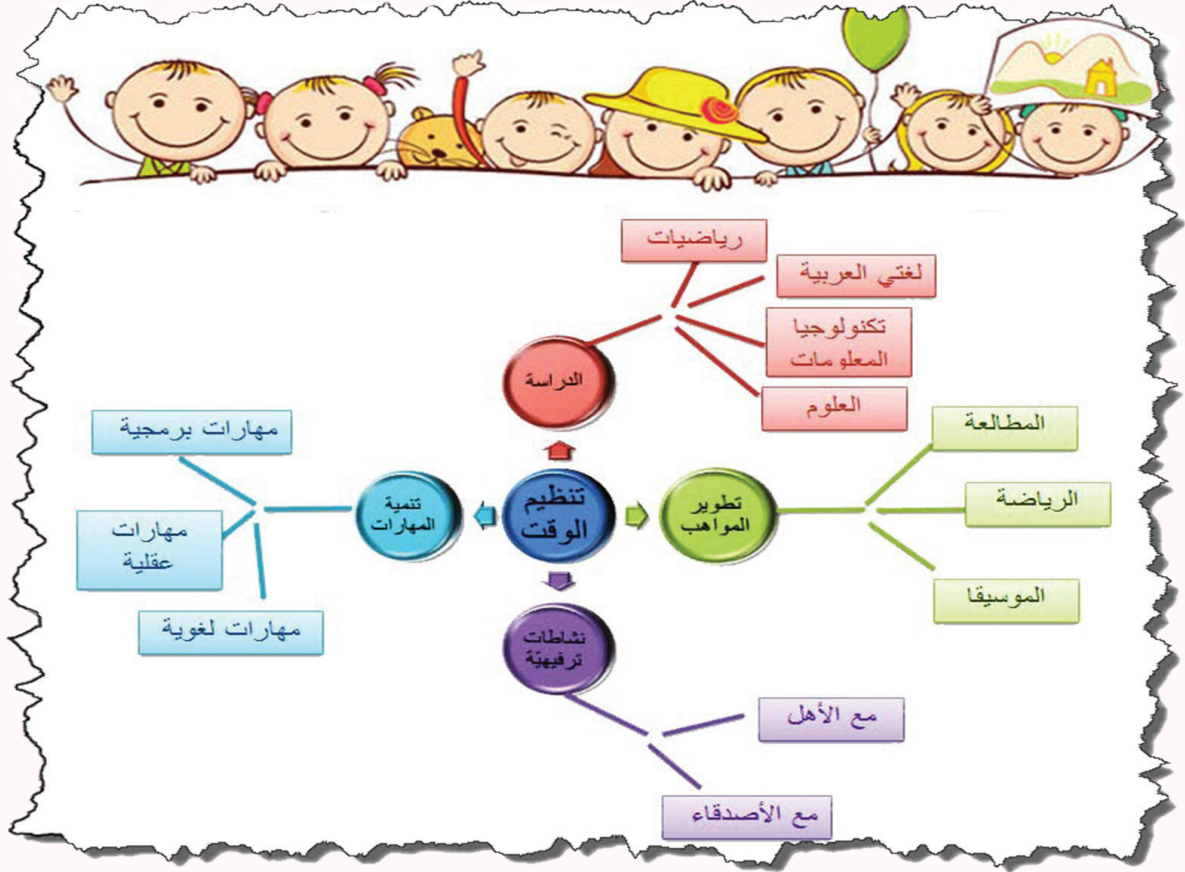 رياضيات
لغتي العربية
تكنولوجيا
المعلومات
العلوم
الدراسة
المطالعة
الرياضة
الموسيقا
تطوير
المواهب
تنظيم
الوقت
تنمية
المهارات
مهارات برمجية
مهارات
عقلية
مهارات لغوية
نشاطات
ترفيهيّة
مع الأهل
مع الأصدقاء